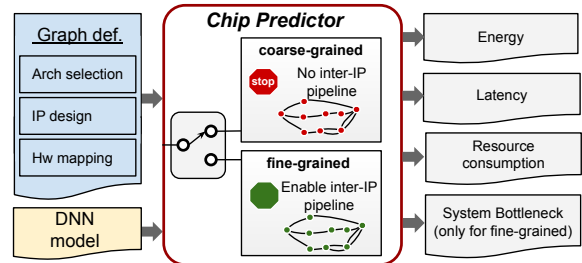 Graph def.
Arch selection
IP design
Hw mapping
DNN
model
Chip Predictor
coarse-grained
stop
No inter-IP
pipeline
fine-grained
Enable inter-IP
pipeline
Energy
Latency
Resource
consumption
System Bottleneck
(only for fine-grained)